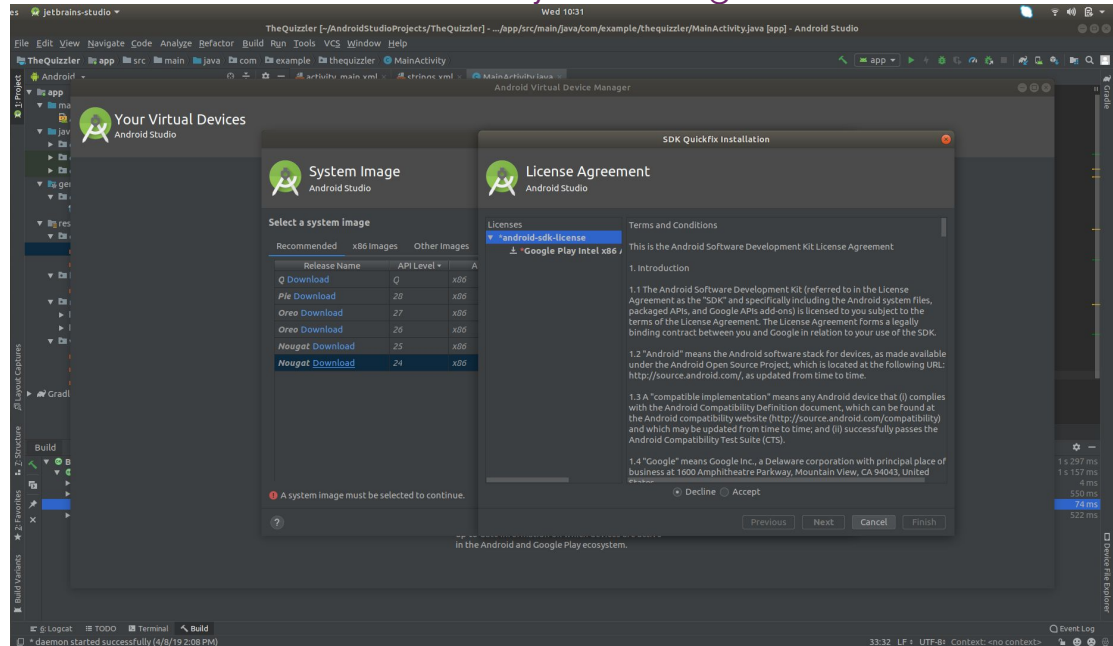 jetbrains-studio
Wed 10:31
TheQuizzler [~/AndroidStudioProjects/TheQuizzler] - .../app/src/main/java/com/example/thequizzler/MainActivity.java [app] - Android Studio
File Edit View Navigate Code Analyze Refactor Build Run Tools VCS Window Help
TheQuizzler app src main java com example thequizzler MainActivity
app
1: Project
Android
activity_main.xml strings.xml MainActivity.java
Android Virtual Device Manager
Gradle
app
ma
jav
Your Virtual Devices
Android Studio
SDK Quickfix Installation
System Image
Android Studio
License Agreement
Android Studio
ge
res
Select a system image
Recommended x86 Images Other Images
Release Name API Level A
Q Download Q x86
Pie Download 28 x86
Oreo Download 27 x86
Oreo Download 26 x86
Nougat Download 25 x86
Nougat Download 24 x86
A system image must be selected to continue.
?
Licenses
*android-sdk-license
*Google Play Intel x86 A
Terms and Conditions
This is the Android Software Development Kit License Agreement
1. Introduction
1.1 The Android Software Development Kit (referred to in the License
Agreement as the "SDK" and specifically including the Android system files,
packaged APIs, and Google APIs add-ons) is licensed to you subject to the
terms of the License Agreement. The License Agreement forms a legally
binding contract between you and Google in relation to your use of the SDK.
1.2 "Android" means the Android software stack for devices, as made available
under the Android Open Source Project, which is located at the following URL:
http://source.android.com/, as updated from time to time.
1.3 A "compatible implementation" means any Android device that (i) complies
with the Android Compatibility Definition document, which can be found at
the Android compatibility website (http://source.android.com/compatibility)
and which may be updated from time to time; and (ii) successfully passes the
Android Compatibility Test Suite (CTS).
1.4 "Google" means Google Inc., a Delaware corporation with principal place of
business at 1600 Amphitheatre Parkway, Mountain View, CA 94043, United
States
Decline Accept
Previous Next Cancel Finish
in the Android and Google Play ecosystem.
Layout Captures
Gradl
7: Structure
Build
1 s 297 ms
1 s 157 ms
4 ms
550 ms
74 ms
522 ms
2: Favorites
Build Variants
Device File Explorer
6: Logcat TODO Terminal Build
Event Log
* daemon started successfully (4/8/19 2:08 PM)
33:32 LF UTF-8 Context: <no context>